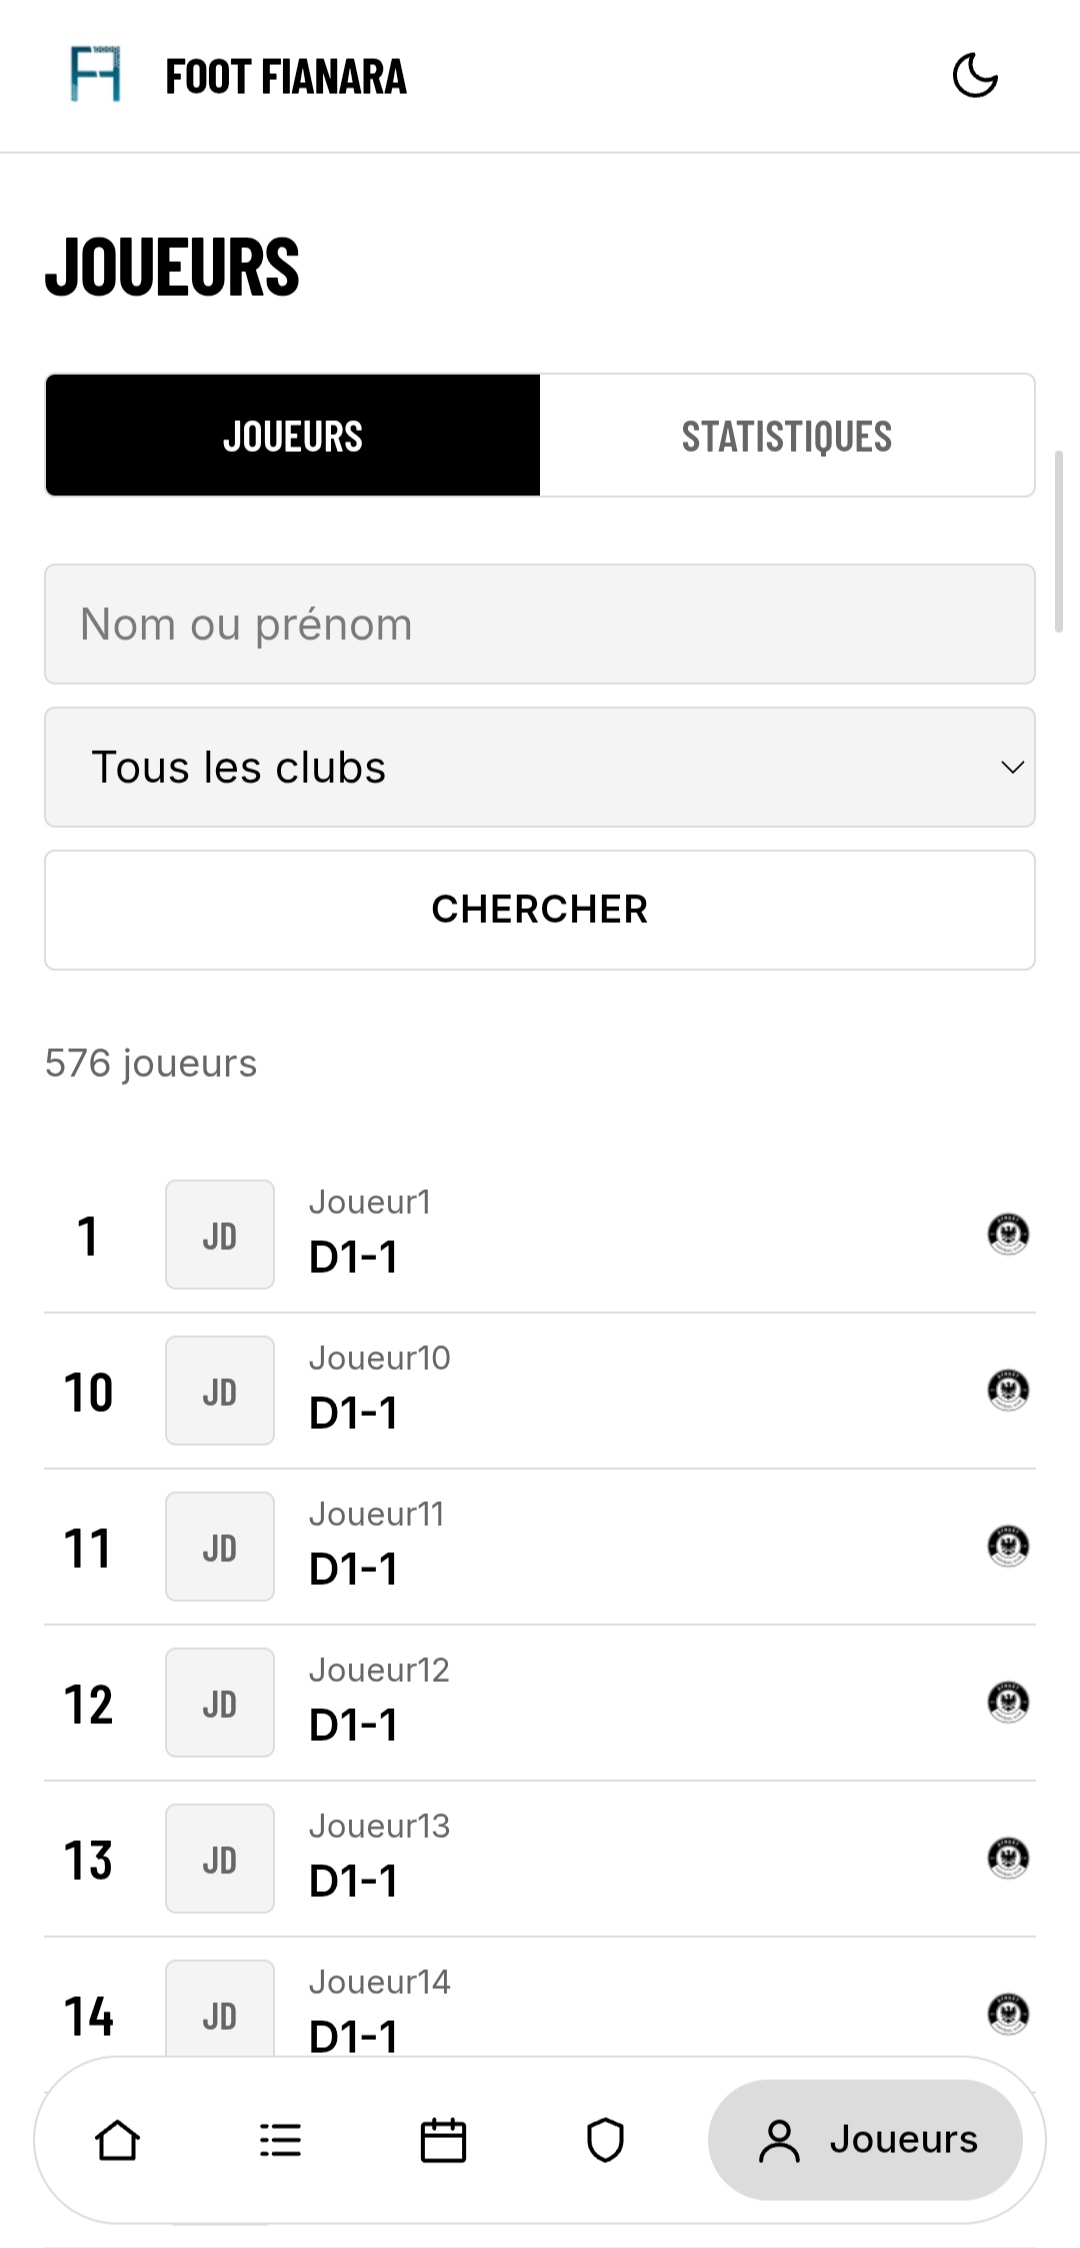 FOOT FIANARA
JOUEURS
JOUEURS
STATISTIQUES
Nom ou prénom
Tous les clubs
CHERCHER
576 joueurs
1
JD
Joueur1
D1-1
10
JD
Joueur10
D1-1
11
JD
Joueur11
D1-1
12
JD
Joueur12
D1-1
13
JD
Joueur13
D1-1
14
JD
Joueur14
D1-1
Joueurs